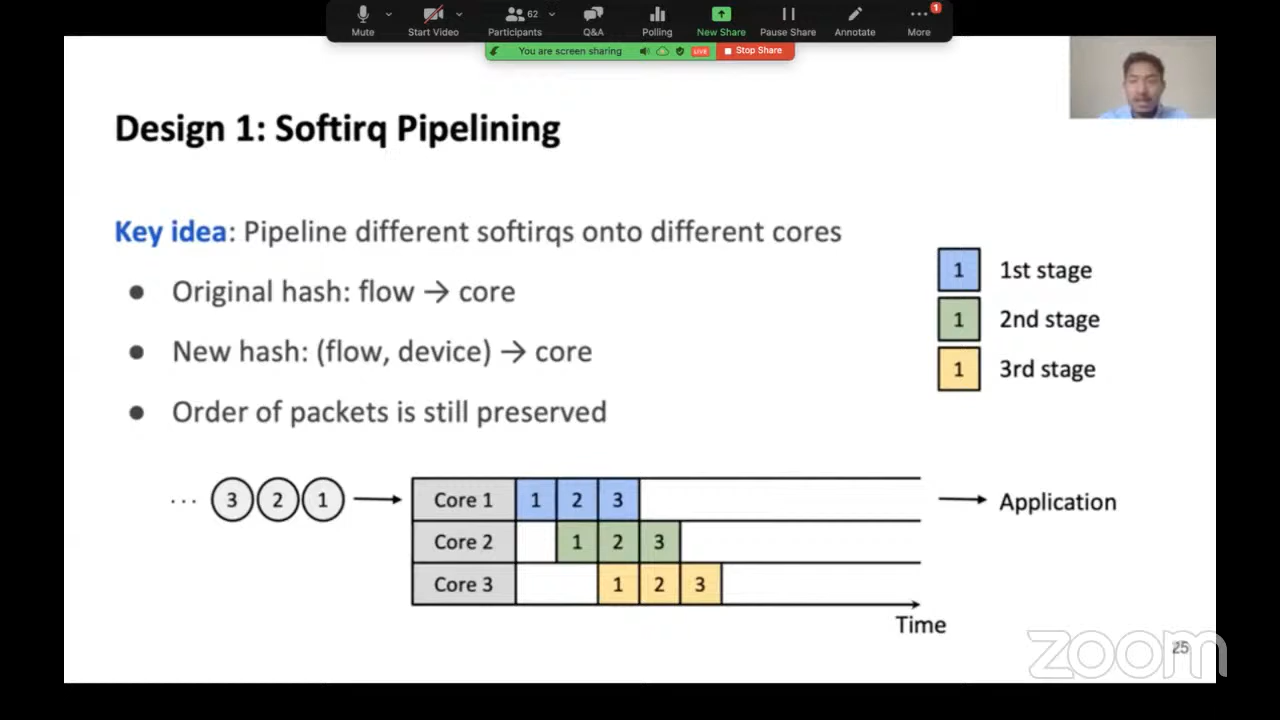 62
1
Mute
Start Video
Participants
Q&A
Polling
New Share
Pause Share
Annotate
More
You are screen sharing
LIVE
Stop Share
Design 1: Softirq Pipelining
Key idea: Pipeline different softirqs onto different cores
● Original hash: flow → core
● New hash: (flow, device) → core
● Order of packets is still preserved
1 1st stage
1 2nd stage
1 3rd stage
... 3 2 1
Core 1 1 2 3
Core 2 1 2 3
Core 3 1 2 3
Application
Time
25
zoom